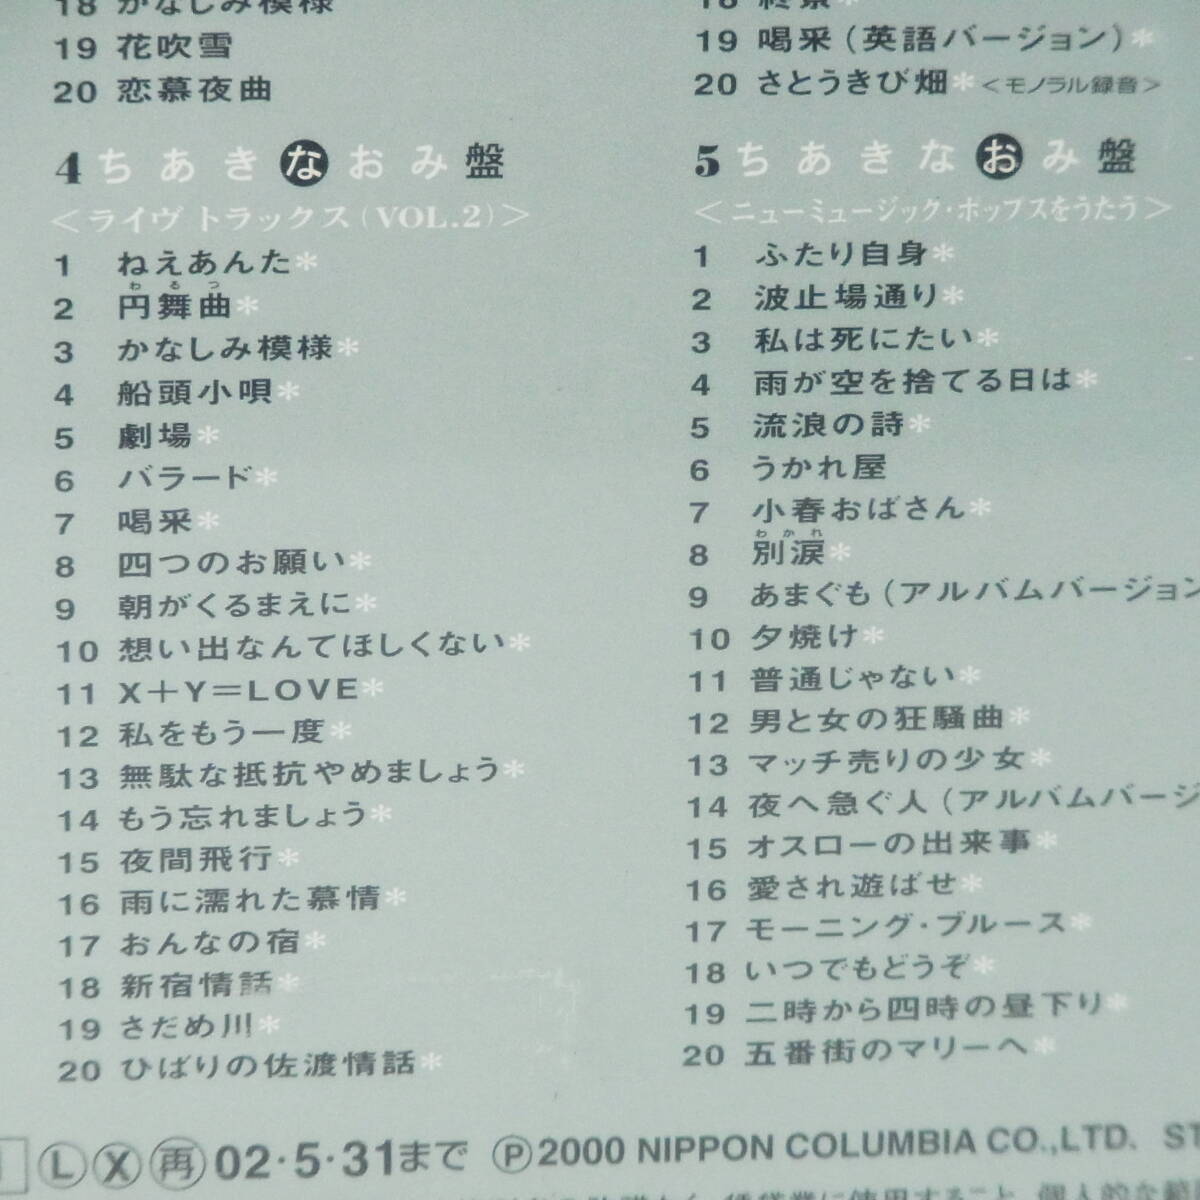 18 かなしみ模様
19 花吹雪
20 恋慕夜曲
4 ちあきなおみ盤
＜ライヴ トラックス(VOL.2)＞
1 ねえあんた＊
わるつ
2 円舞曲＊
3 かなしみ模様＊
4 船頭小唄＊
5 劇場＊
6 バラード＊
7 喝采＊
8 四つのお願い＊
9 朝がくるまえに＊
10 想い出なんてほしくない＊
11 X＋Y＝LOVE＊
12 私をもう一度＊
13 無駄な抵抗やめましょう＊
14 もう忘れましょう＊
15 夜間飛行＊
16 雨に濡れた慕情＊
17 おんなの宿＊
18 新宿情話＊
19 さだめ川＊
20 ひばりの佐渡情話＊
18 終景＊
19 喝采(英語バージョン)＊
20 さとうきび畑＊＜モノラル録音＞
5 ちあきなおみ盤
＜ニューミュージック・ポップスをうたう＞
1 ふたり自身＊
2 波止場通り＊
3 私は死にたい＊
4 雨が空を捨てる日は＊
5 流浪の詩＊
6 うかれ屋
7 小春おばさん＊
わかれ
8 別涙＊
9 あまぐも(アルバムバージョン
10 夕焼け＊
11 普通じゃない＊
12 男と女の狂騒曲＊
13 マッチ売りの少女＊
14 夜へ急ぐ人(アルバムバージ
15 オスローの出来事＊
16 愛され遊ばせ＊
17 モーニング・ブルース＊
18 いつでもどうぞ＊
19 二時から四時の昼下り＊
20 五番街のマリーへ＊
Ⓛ Ⓧ 再 02・5・31まで Ⓟ2000 NIPPON COLUMBIA CO.,LTD. ST